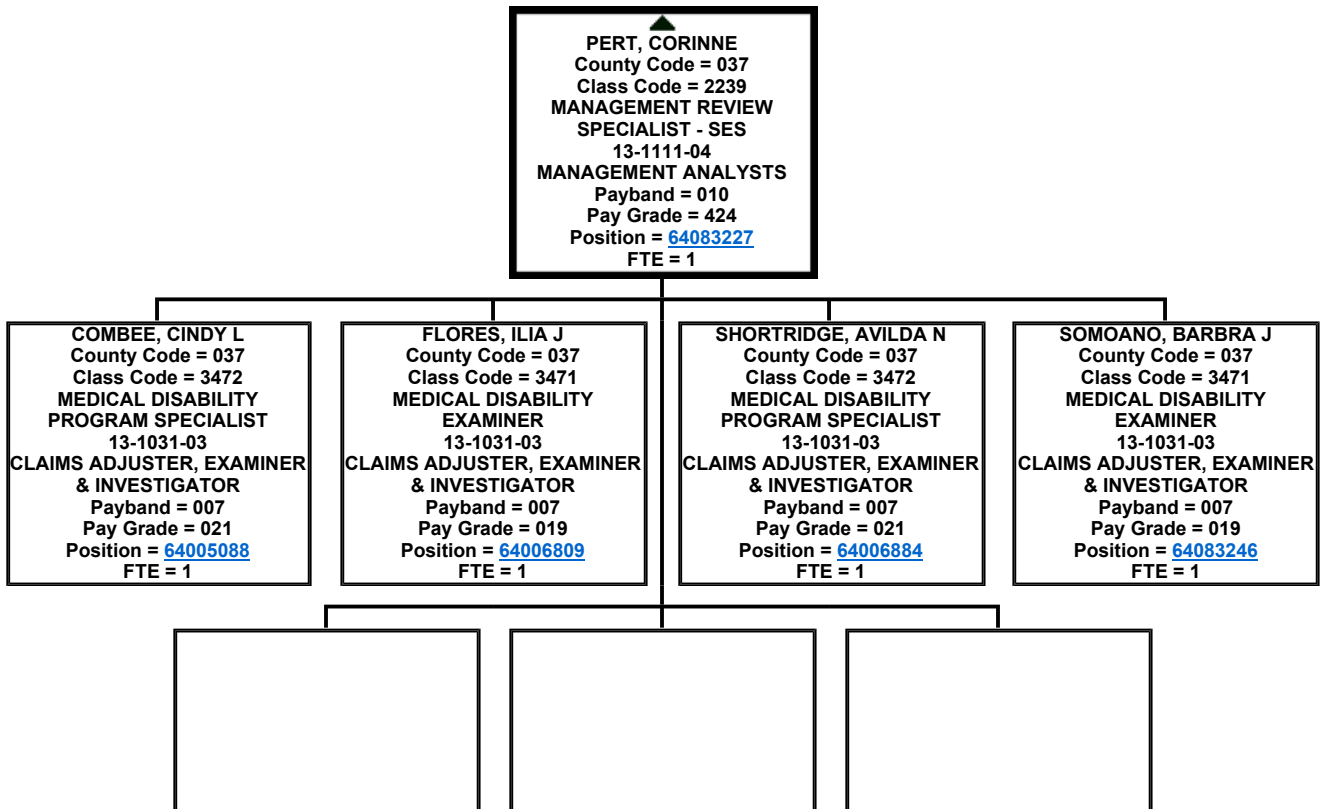 PERT, CORINNE
County Code = 037
Class Code = 2239
MANAGEMENT REVIEW
SPECIALIST - SES
13-1111-04
MANAGEMENT ANALYSTS
Payband = 010
Pay Grade = 424
Position = 64083227
FTE = 1
COMBEE, CINDY L
County Code = 037
Class Code = 3472
MEDICAL DISABILITY
PROGRAM SPECIALIST
13-1031-03
CLAIMS ADJUSTER, EXAMINER
& INVESTIGATOR
Payband = 007
Pay Grade = 021
Position = 64005088
FTE = 1
FLORES, ILIA J
County Code = 037
Class Code = 3471
MEDICAL DISABILITY
EXAMINER
13-1031-03
CLAIMS ADJUSTER, EXAMINER
& INVESTIGATOR
Payband = 007
Pay Grade = 019
Position = 64006809
FTE = 1
SHORTRIDGE, AVILDA N
County Code = 037
Class Code = 3472
MEDICAL DISABILITY
PROGRAM SPECIALIST
13-1031-03
CLAIMS ADJUSTER, EXAMINER
& INVESTIGATOR
Payband = 007
Pay Grade = 021
Position = 64006884
FTE = 1
SOMOANO, BARBRA J
County Code = 037
Class Code = 3471
MEDICAL DISABILITY
EXAMINER
13-1031-03
CLAIMS ADJUSTER, EXAMINER
& INVESTIGATOR
Payband = 007
Pay Grade = 019
Position = 64083246
FTE = 1